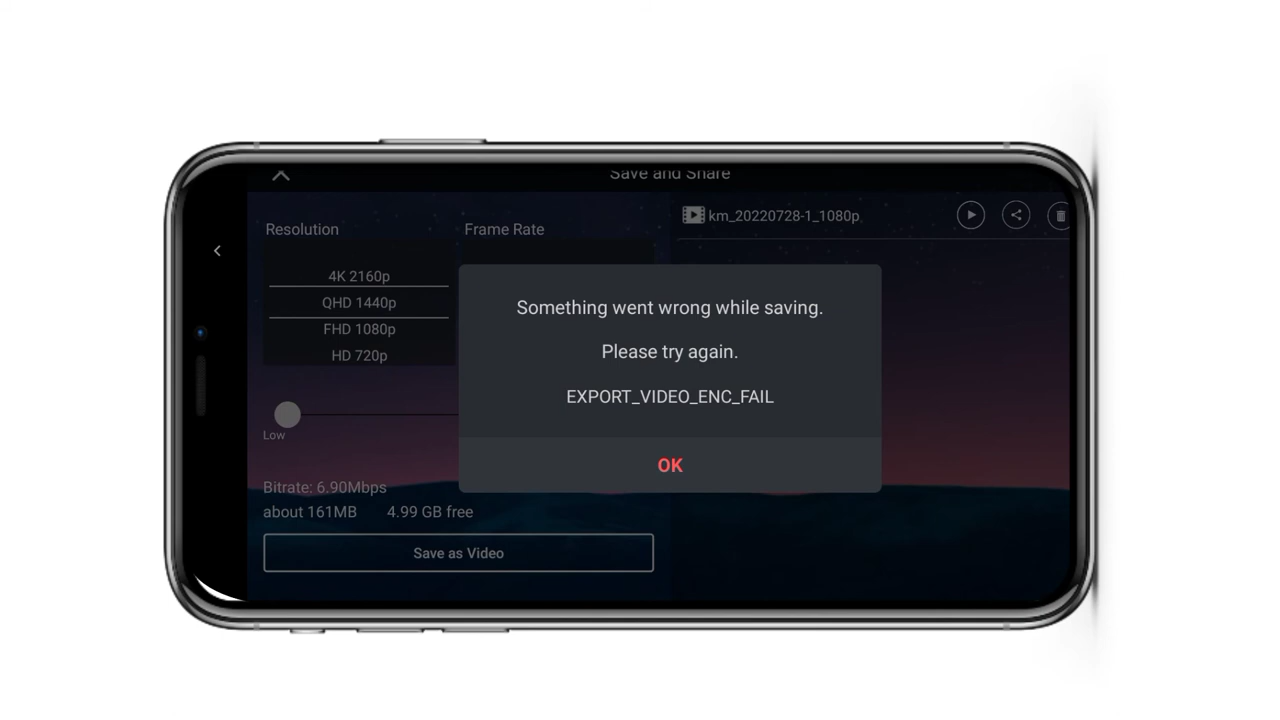 Save and Share
Resolution
Frame Rate
km_20220728-1_1080p
4K 2160p
QHD 1440p
FHD 1080p
HD 720p
Something went wrong while saving.
Please try again.
EXPORT_VIDEO_ENC_FAIL
OK
Low
Bitrate: 6.90Mbps
about 161MB 4.99 GB free
Save as Video